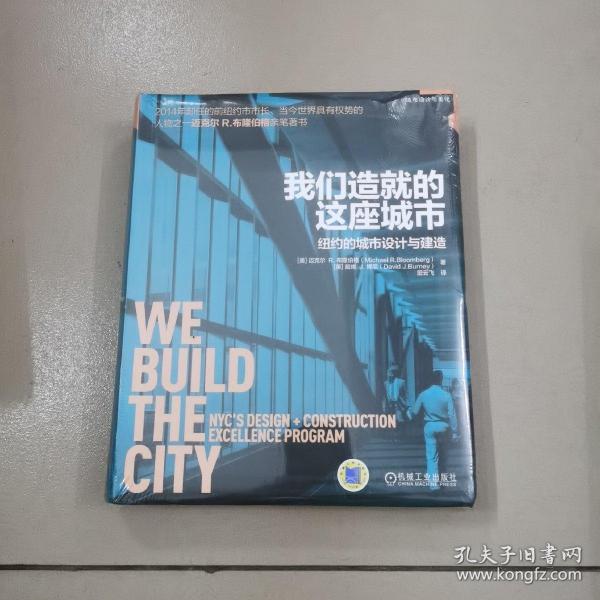 2014年卸任的前纽约市市长、当今世界具有权势的
人物之一迈克尔 R.布隆伯格亲笔著书
我们造就的
这座城市
纽约的城市设计与建造
[美] 迈克尔 R. 布隆伯格 (Michael R. Bloomberg)
(David J. Burney) 著
译
WE
BUILD
THE
CITY
NYC'S DESIGN + CONSTRUCTION
EXCELLENCE PROGRAM
机械工业出版社
CHINA MACHINE PRESS
孔夫子旧书网
www.kongfz.com